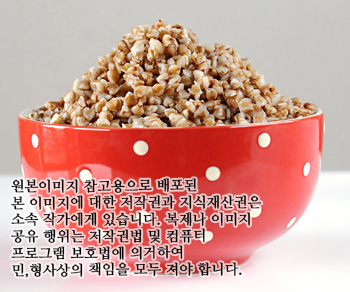 원본이미지 참고용으로 배포된
본 이미지에 대한 저작권과 지식재산권은
소속 작가에게 있습니다. 복제나 이미지
공유 행위는 저작권법 및 컴퓨터
프로그램 보호법에 의거하여
민,형사상의 책임을 모두 져야 합니다.